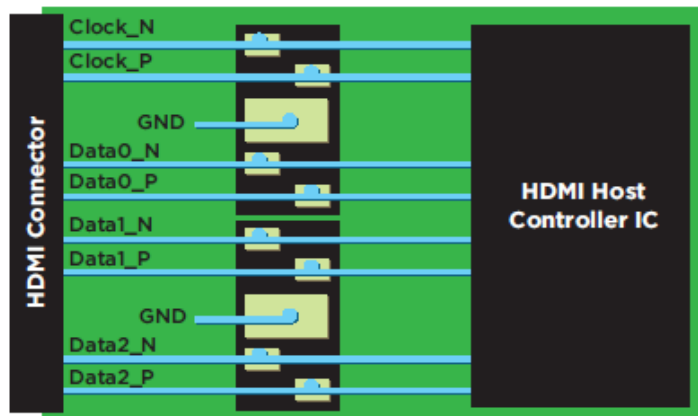 Clock_N
Clock_P
GND
Data0_N
Data0_P
Data1_N
Data1_P
GND
Data2_N
Data2_P
HDMI Connector
HDMI Host
Controller IC